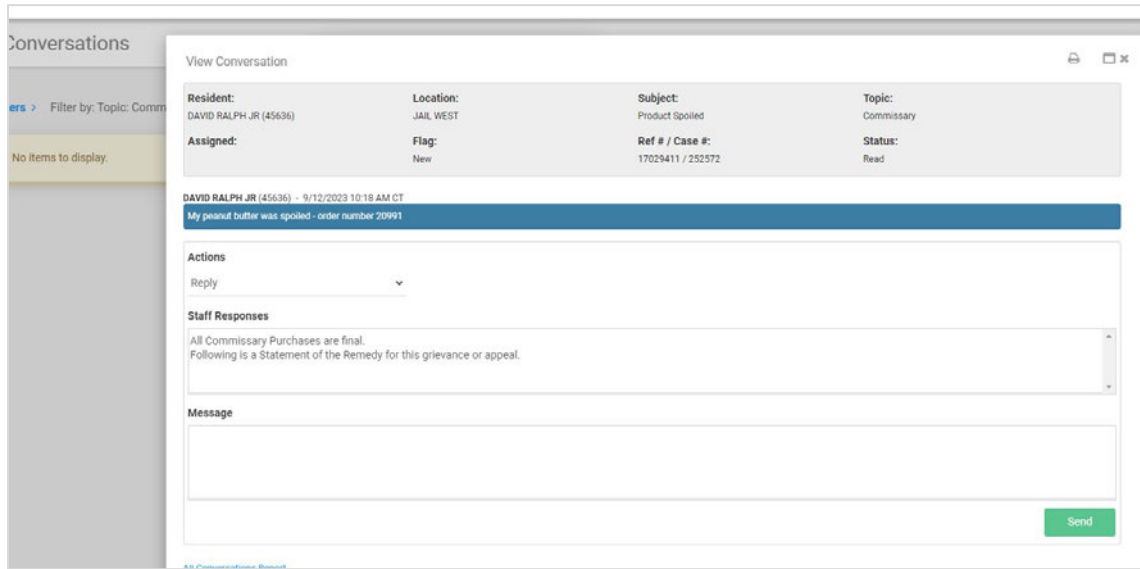 Conversations
ers > Filter by: Topic: Comm
No items to display.
View Conversation
Resident: Location: Subject: Topic:
DAVID RALPH JR (45636) JAIL WEST Product Spoiled Commissary
Assigned: Flag: Ref # / Case #: Status:
New 17029411 / 252572 Read
DAVID RALPH JR (45636) - 9/12/2023 10:18 AM CT
My peanut butter was spoiled - order number 20991
Actions
Reply
Staff Responses
All Commissary Purchases are final.
Following is a Statement of the Remedy for this grievance or appeal.
Message
Send
All Conversations Report